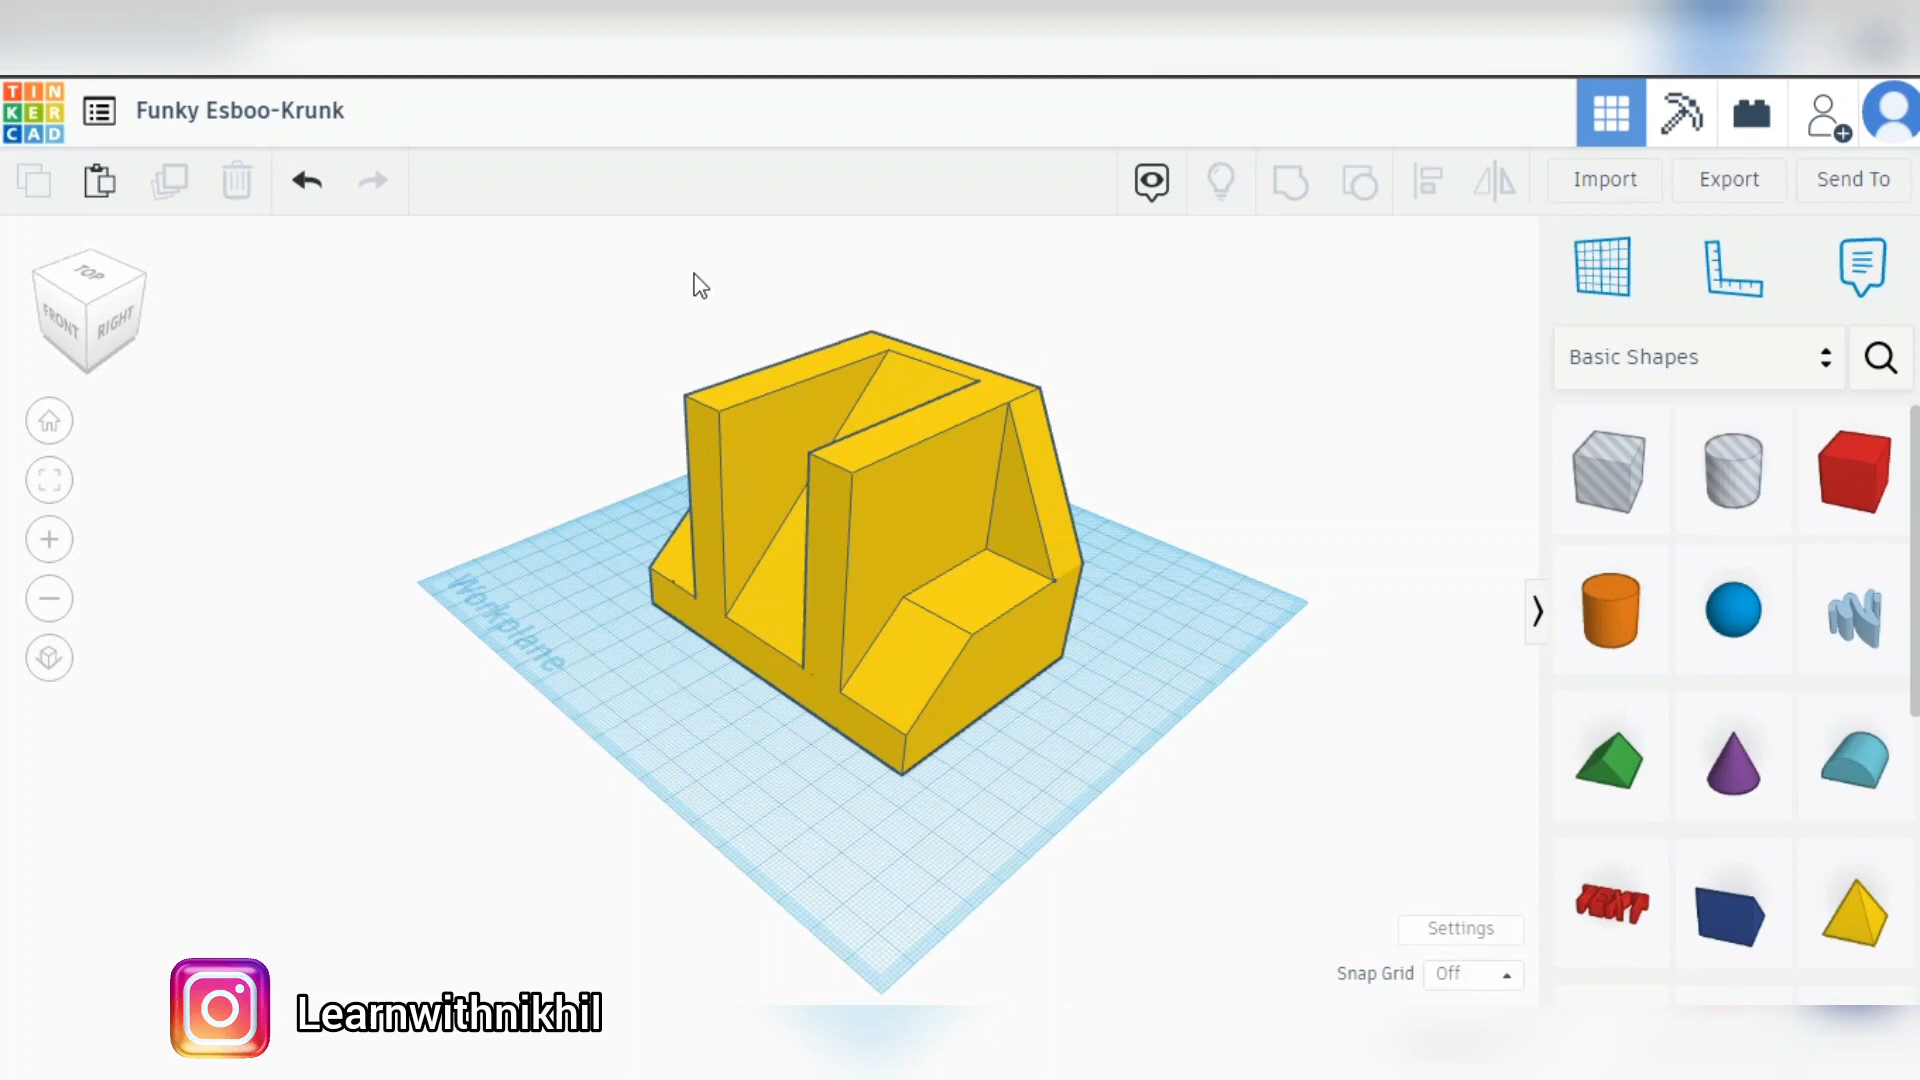 TIN
KER
CAD
Funky Esboo-Krunk
Import
Export
Send To
TOP
FRONT
RIGHT
Basic Shapes
Workplane
TEXT
Settings
Snap Grid
Off
Learnwithnikhil